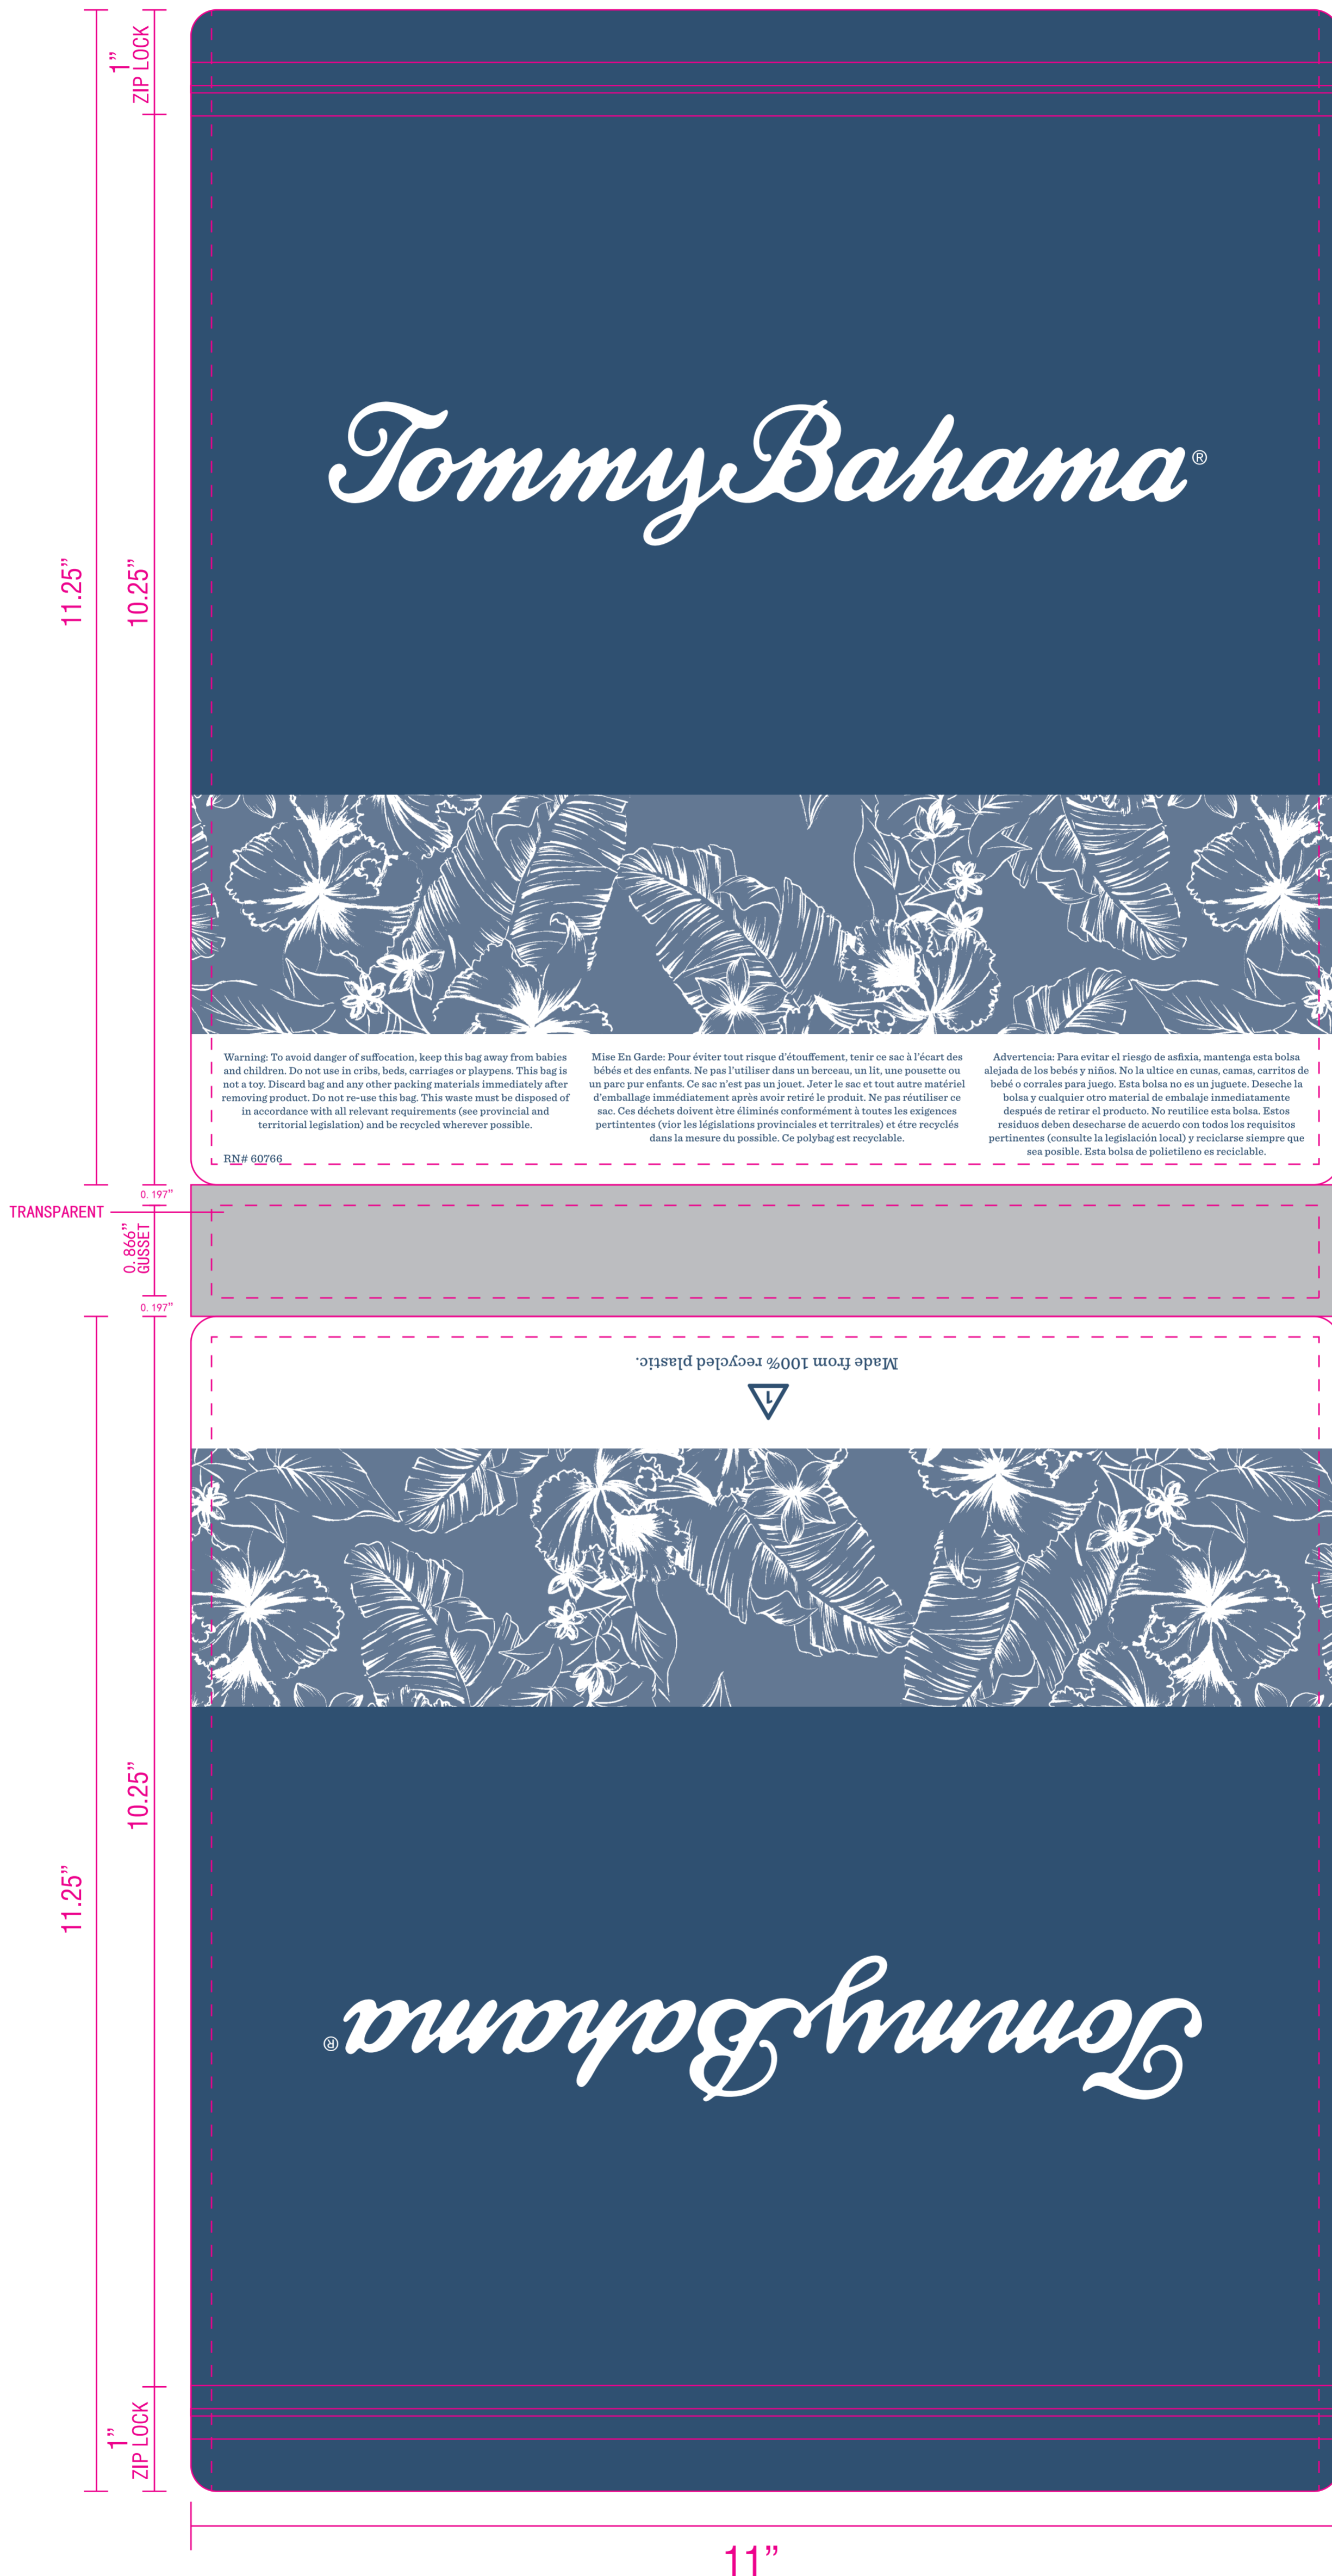 1”
ZIP LOCK
11.25”
10.25”
Tommy Bahama®
Warning: To avoid danger of suffocation, keep this bag away from babies
and children. Do not use in cribs, beds, carriages or playpens. This bag is
not a toy. Discard bag and any other packing materials immediately after
removing product. Do not re-use this bag. This waste must be disposed of
in accordance with all relevant requirements (see provincial and
territorial legislation) and be recycled wherever possible.
RN# 60766
Mise En Garde: Pour éviter tout risque d’étouffement, tenir ce sac à l’écart des
bébés et des enfants. Ne pas l’utiliser dans un berceau, un lit, une pousette ou
un parc pur enfants. Ce sac n’est pas un jouet. Jeter le sac et tout autre matériel
d’emballage immédiatement après avoir retiré le produit. Ne pas réutiliser ce
sac. Ces déchets doivent ètre éliminés conformément à toutes les exigences
pertintentes (vior les législations provinciales et territrales) et étre recyclés
dans la mesure du possible. Ce polybag est recyclable.
Advertencia: Para evitar el riesgo de asfixia, mantenga esta bolsa
alejada de los bebés y niños. No la ultice en cunas, camas, carritos de
bebé o corrales para juego. Esta bolsa no es un juguete. Deseche la
bolsa y cualquier otro material de embalaje inmediatamente
después de retirar el producto. No reutilice esta bolsa. Estos
residuos deben desecharse de acuerdo con todos los requisitos
pertinentes (consulte la legislación local) y reciclarse siempre que
sea posible. Esta bolsa de polietileno es reciclable.
0.197”
TRANSPARENT
0.866”
GUSSET
0.197”
Made from 100% recycled plastic.
1
10.25”
11.25”
Tommy Bahama®
1”
ZIP LOCK
11”